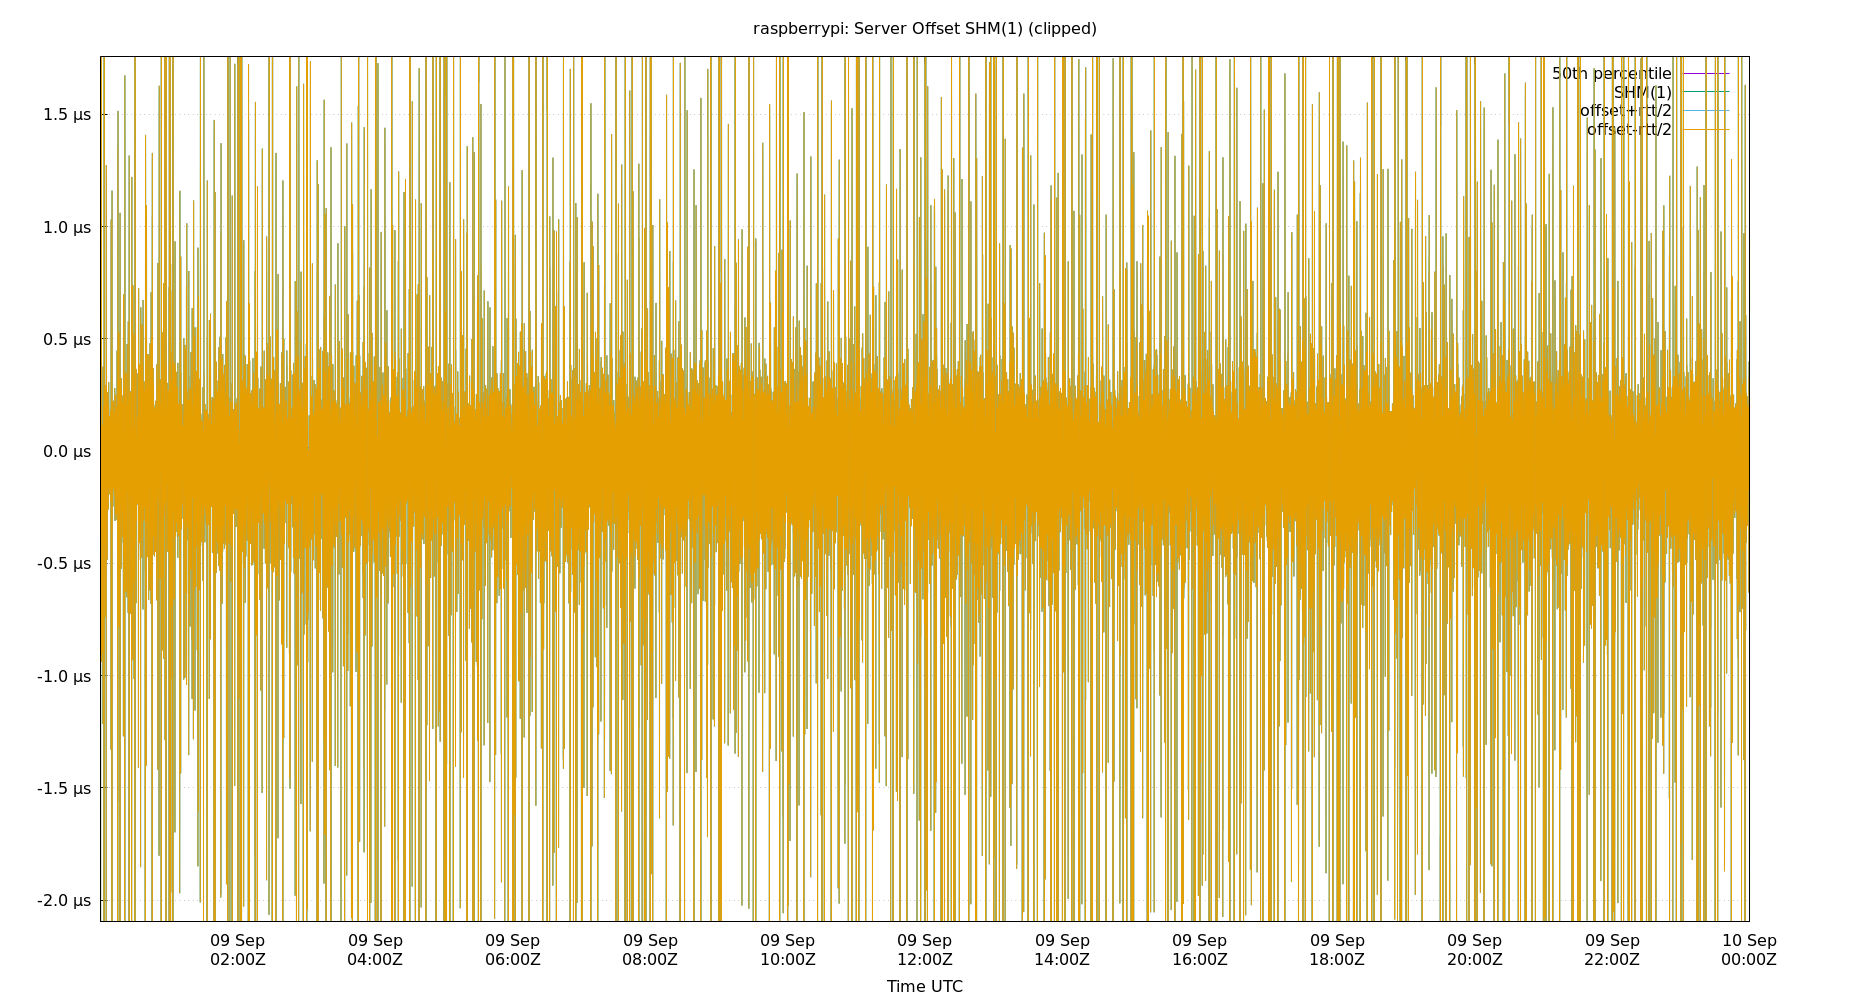 raspberrypi: Server Offset SHM(1) (clipped)
50th percentile
SHM(1)
offset+rtt/2
offset-rtt/2
1.5 µs
1.0 µs
0.5 µs
0.0 µs
-0.5 µs
-1.0 µs
-1.5 µs
-2.0 µs
09 Sep 09 Sep 09 Sep 09 Sep 09 Sep 09 Sep 09 Sep 09 Sep 09 Sep 09 Sep 09 Sep 10 Sep
02:00Z 04:00Z 06:00Z 08:00Z 10:00Z 12:00Z 14:00Z 16:00Z 18:00Z 20:00Z 22:00Z 00:00Z
Time UTC